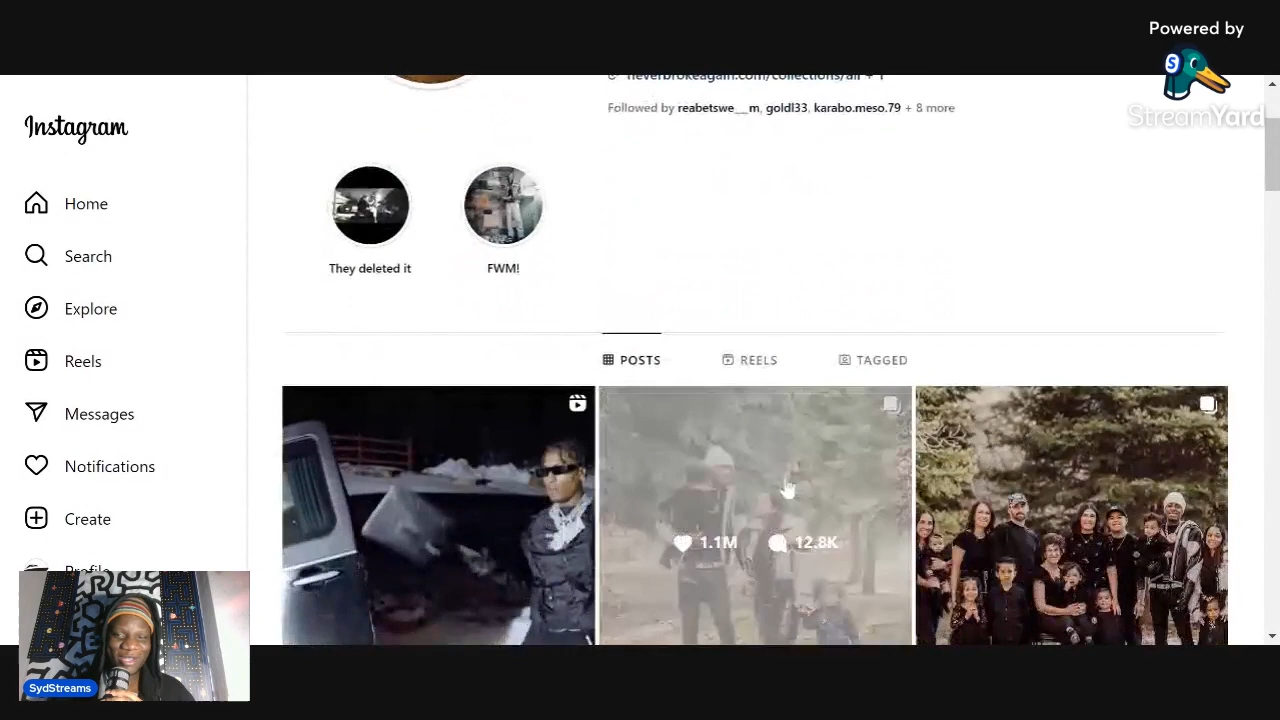 Powered by
StreamYard
Instagram
Home
Search
Explore
Reels
Messages
Notifications
Create
Profile
neverbrokeagain.com/collections/all + 1
Followed by reabetswe__m, goldl33, karabo.meso.79 + 8 more
They deleted it
FWM!
POSTS
REELS
TAGGED
1.1M
12.8K
SydStreams